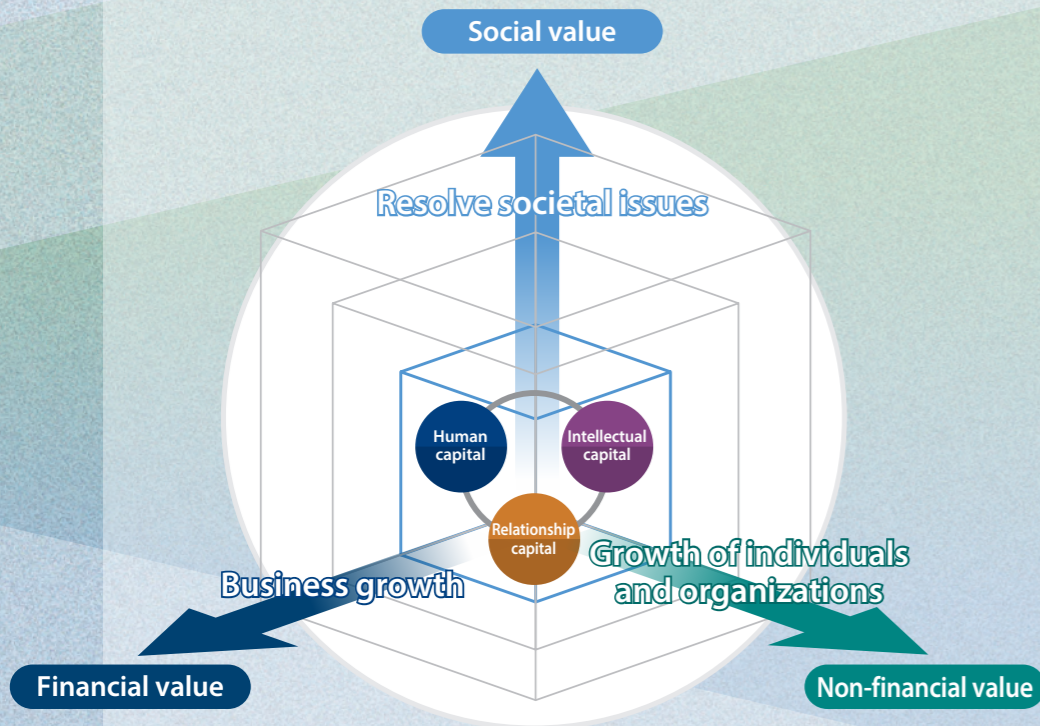 Social value
Resolve societal issues
Human
capital
Intellectual
capital
Relationship
capital
Business growth
Growth of individuals
and organizations
Financial value
Non-financial value